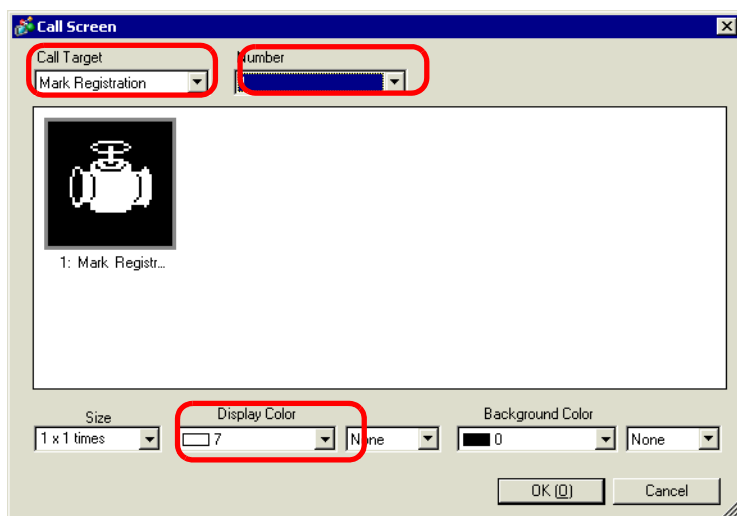 Call Screen
Call Target
Number
Mark Registration
1: Mark Registr...
Size
Display Color
Background Color
1 x 1 times
7
None
0
None
OK (O)
Cancel